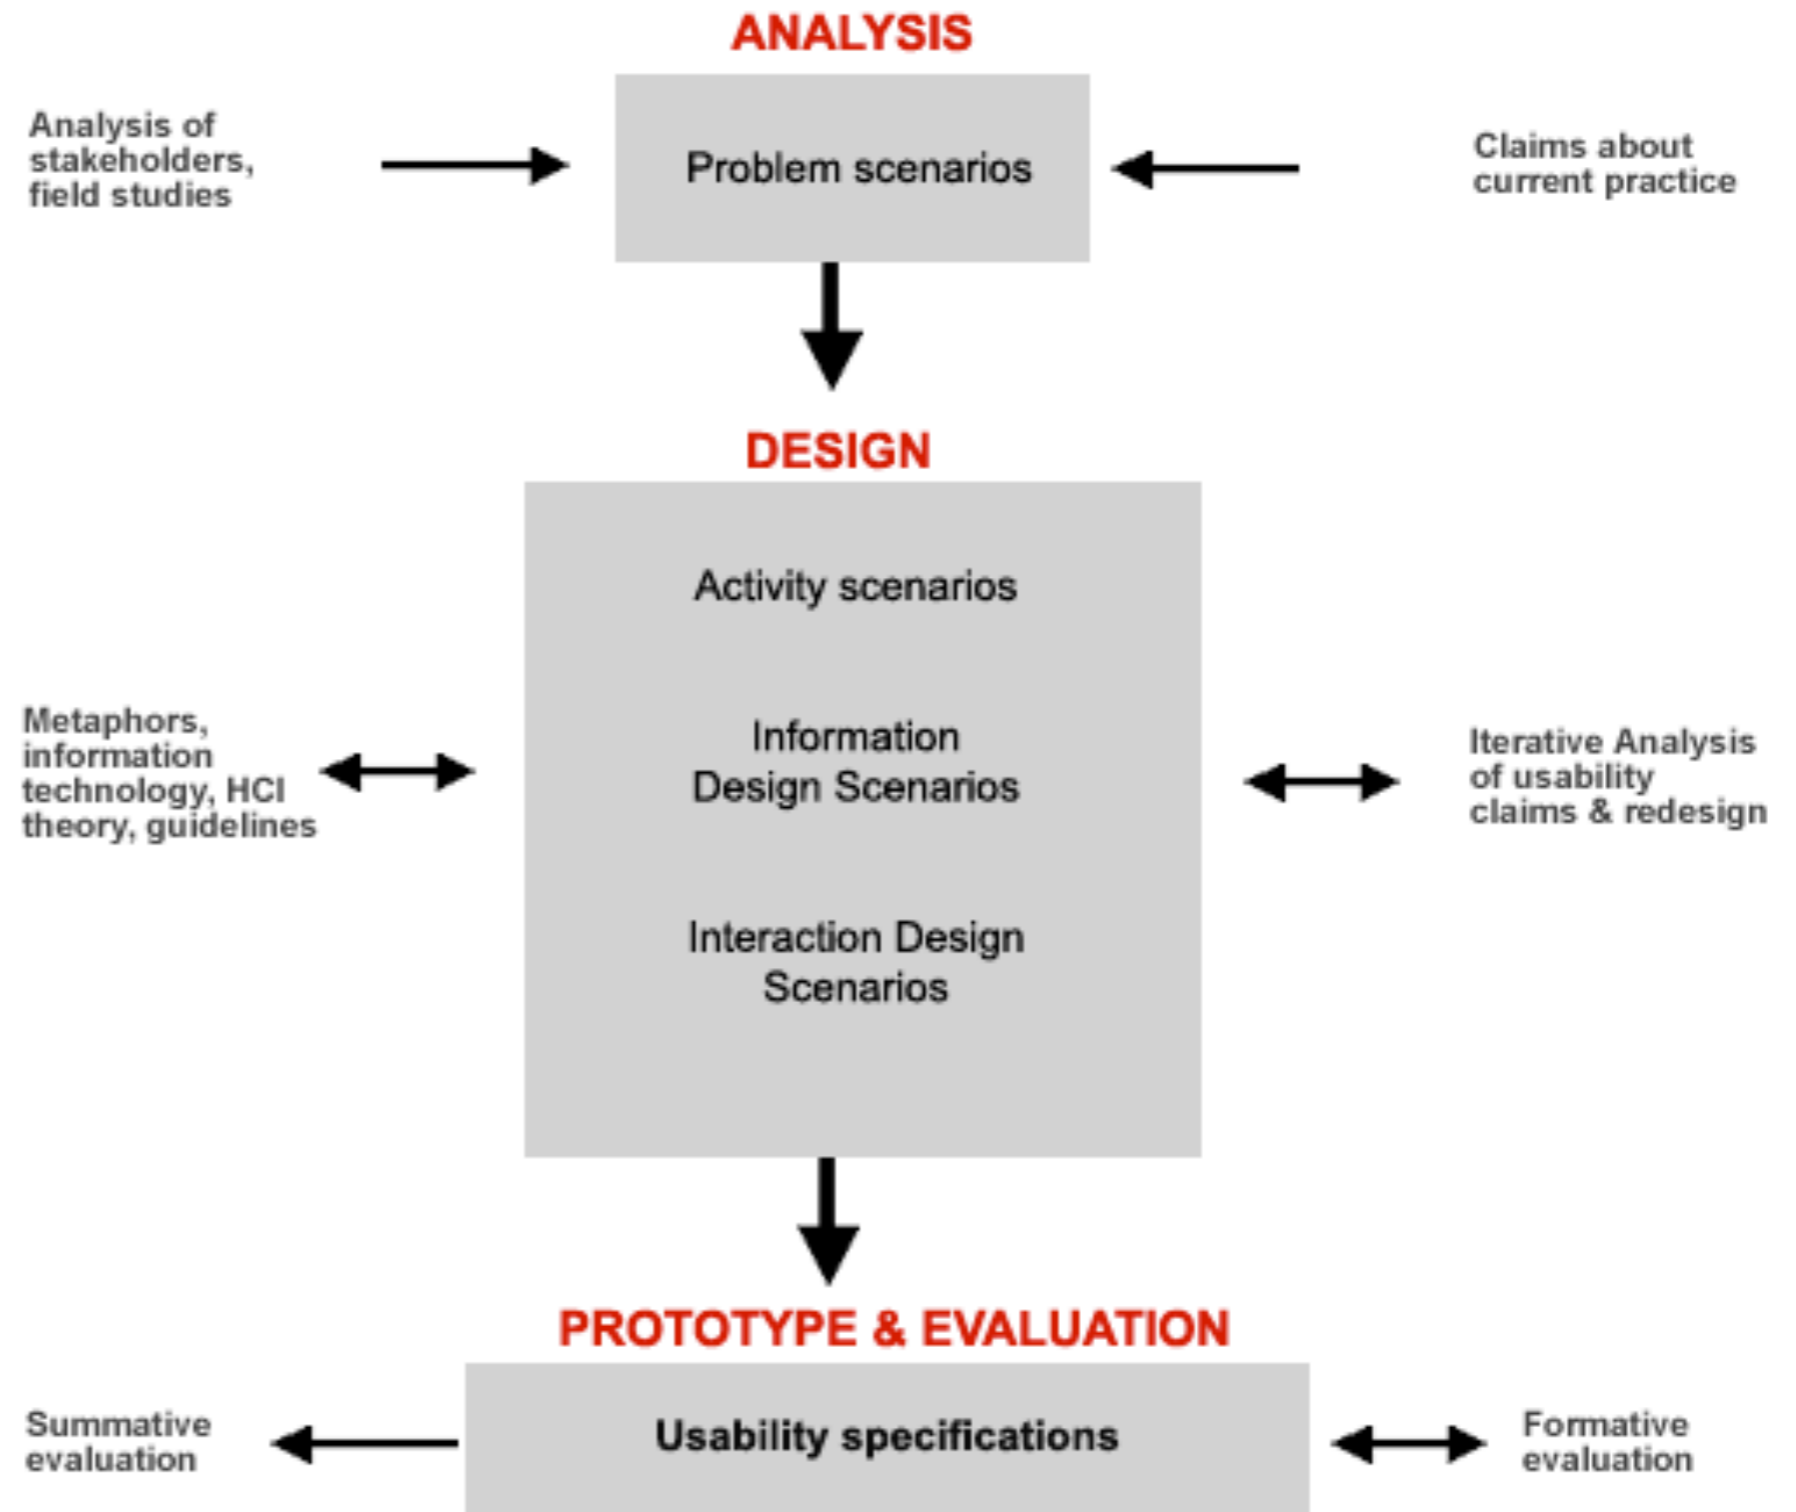 ANALYSIS
Analysis of
stakeholders,
field studies
Problem scenarios
Claims about
current practice
DESIGN
Activity scenarios
Metaphors,
information
technology, HCI
theory, guidelines
Information
Design Scenarios
Iterative Analysis
of usability
claims & redesign
Interaction Design
Scenarios
PROTOTYPE & EVALUATION
Summative
evaluation
Usability specifications
Formative
evaluation